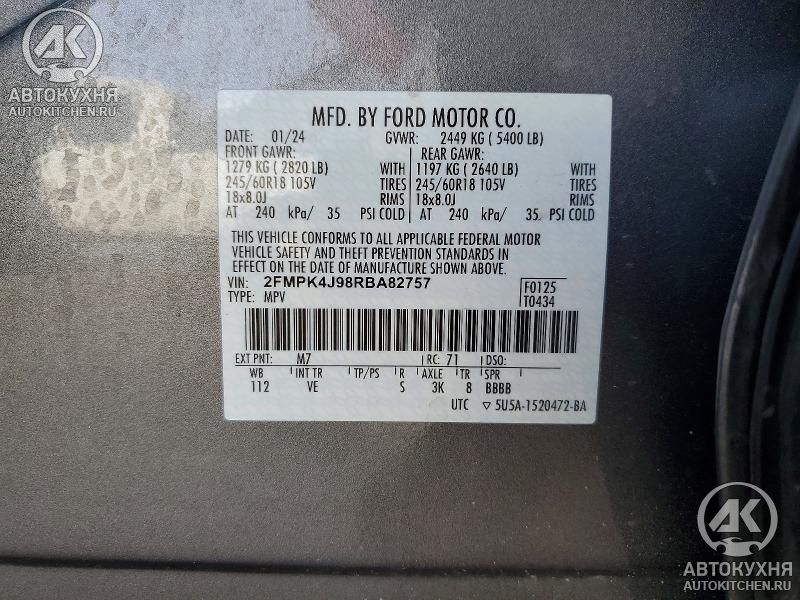 AK
АВТОКУХНЯ
AUTOKITCHEN.RU
MFD. BY FORD MOTOR CO.
DATE: 01/24 GVWR: 2449 KG ( 5400 LB)
FRONT GAWR: REAR GAWR:
1279 KG ( 2820 LB) WITH 1197 KG ( 2640 LB) WITH
245/60R18 105V TIRES 245/60R18 105V TIRES
18x8.0J RIMS 18x8.0J RIMS
AT 240 kPa/ 35 PSI COLD AT 240 kPa/ 35 PSI COLD
THIS VEHICLE CONFORMS TO ALL APPLICABLE FEDERAL MOTOR
VEHICLE SAFETY AND THEFT PREVENTION STANDARDS IN
EFFECT ON THE DATE OF MANUFACTURE SHOWN ABOVE.
VIN: 2FMPK4J98RBA82757 F0125
TYPE: MPV T0434
EXT PNT: M7 RC: 71 DSO:
WB INT TR TP/PS R AXLE TR SPR
112 VE S 3K 8 BBBB
UTC ▽ 5U5A-1520472-BA
AK
АВТОКУХНЯ
AUTOKITCHEN.RU